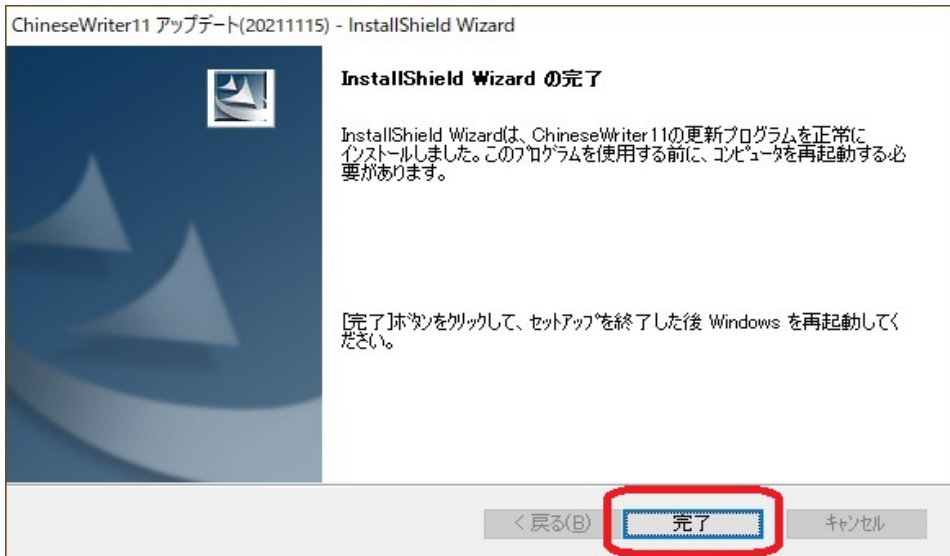 ChineseWriter11 アップデート(20211115) - InstallShield Wizard
InstallShield Wizard の完了
InstallShield Wizardは、ChineseWriter11の更新プログラムを正常に
インストールしました。このプログラムを使用する前に、コンピュータを再起動する必
要があります。
[完了]ボタンをクリックして、セットアップを終了した後 Windows を再起動してく
ださい。
< 戻る(B)
完了
キャンセル